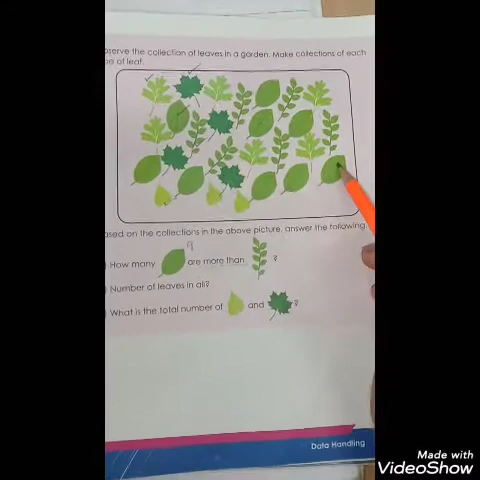 bserve the collection of leaves in a garden. Make collections of each
pe of leaf.
ased on the collections in the above picture, answer the following.
9
) How many are more than ?
) Number of leaves in all?
) What is the total number of and ?
Data Handling
Made with
VideoShow